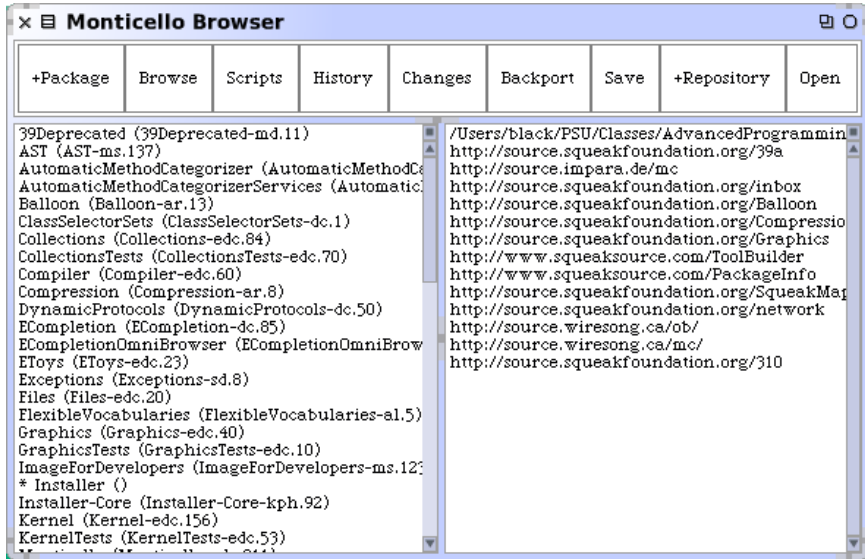 Monticello Browser
+Package Browse Scripts History Changes Backport Save +Repository Open
39Deprecated (39Deprecated-md.11)
AST (AST-ms.137)
AutomaticMethodCategorizer (AutomaticMethodCa
AutomaticMethodCategorizerServices (Automatic
Balloon (Balloon-ar.13)
ClassSelectorSets (ClassSelectorSets-dc.1)
Collections (Collections-edc.84)
CollectionsTests (CollectionsTests-edc.70)
Compiler (Compiler-edc.60)
Compression (Compression-ar.8)
DynamicProtocols (DynamicProtocols-dc.50)
ECompletion (ECompletion-dc.85)
ECompletionOmniBrowser (ECompletionOmniBrow
EToys (EToys-edc.23)
Exceptions (Exceptions-sd.8)
Files (Files-edc.20)
FlexibleVocabularies (FlexibleVocabularies-al.5)
Graphics (Graphics-edc.40)
GraphicsTests (GraphicsTests-edc.10)
ImageForDevelopers (ImageForDevelopers-ms.123
* Installer ()
Installer-Core (Installer-Core-kph.92)
Kernel (Kernel-edc.156)
KernelTests (KernelTests-edc.53)
/Users/black/PSU/Classes/AdvancedProgrammin
http://source.squeakfoundation.org/39a
http://source.impara.de/mc
http://source.squeakfoundation.org/inbox
http://source.squeakfoundation.org/Balloon
http://source.squeakfoundation.org/Compressio
http://source.squeakfoundation.org/Graphics
http://www.squeaksource.com/ToolBuilder
http://www.squeaksource.com/PackageInfo
http://source.squeakfoundation.org/SqueakMap
http://source.squeakfoundation.org/network
http://source.wiresong.ca/ob/
http://source.wiresong.ca/mc/
http://source.squeakfoundation.org/310